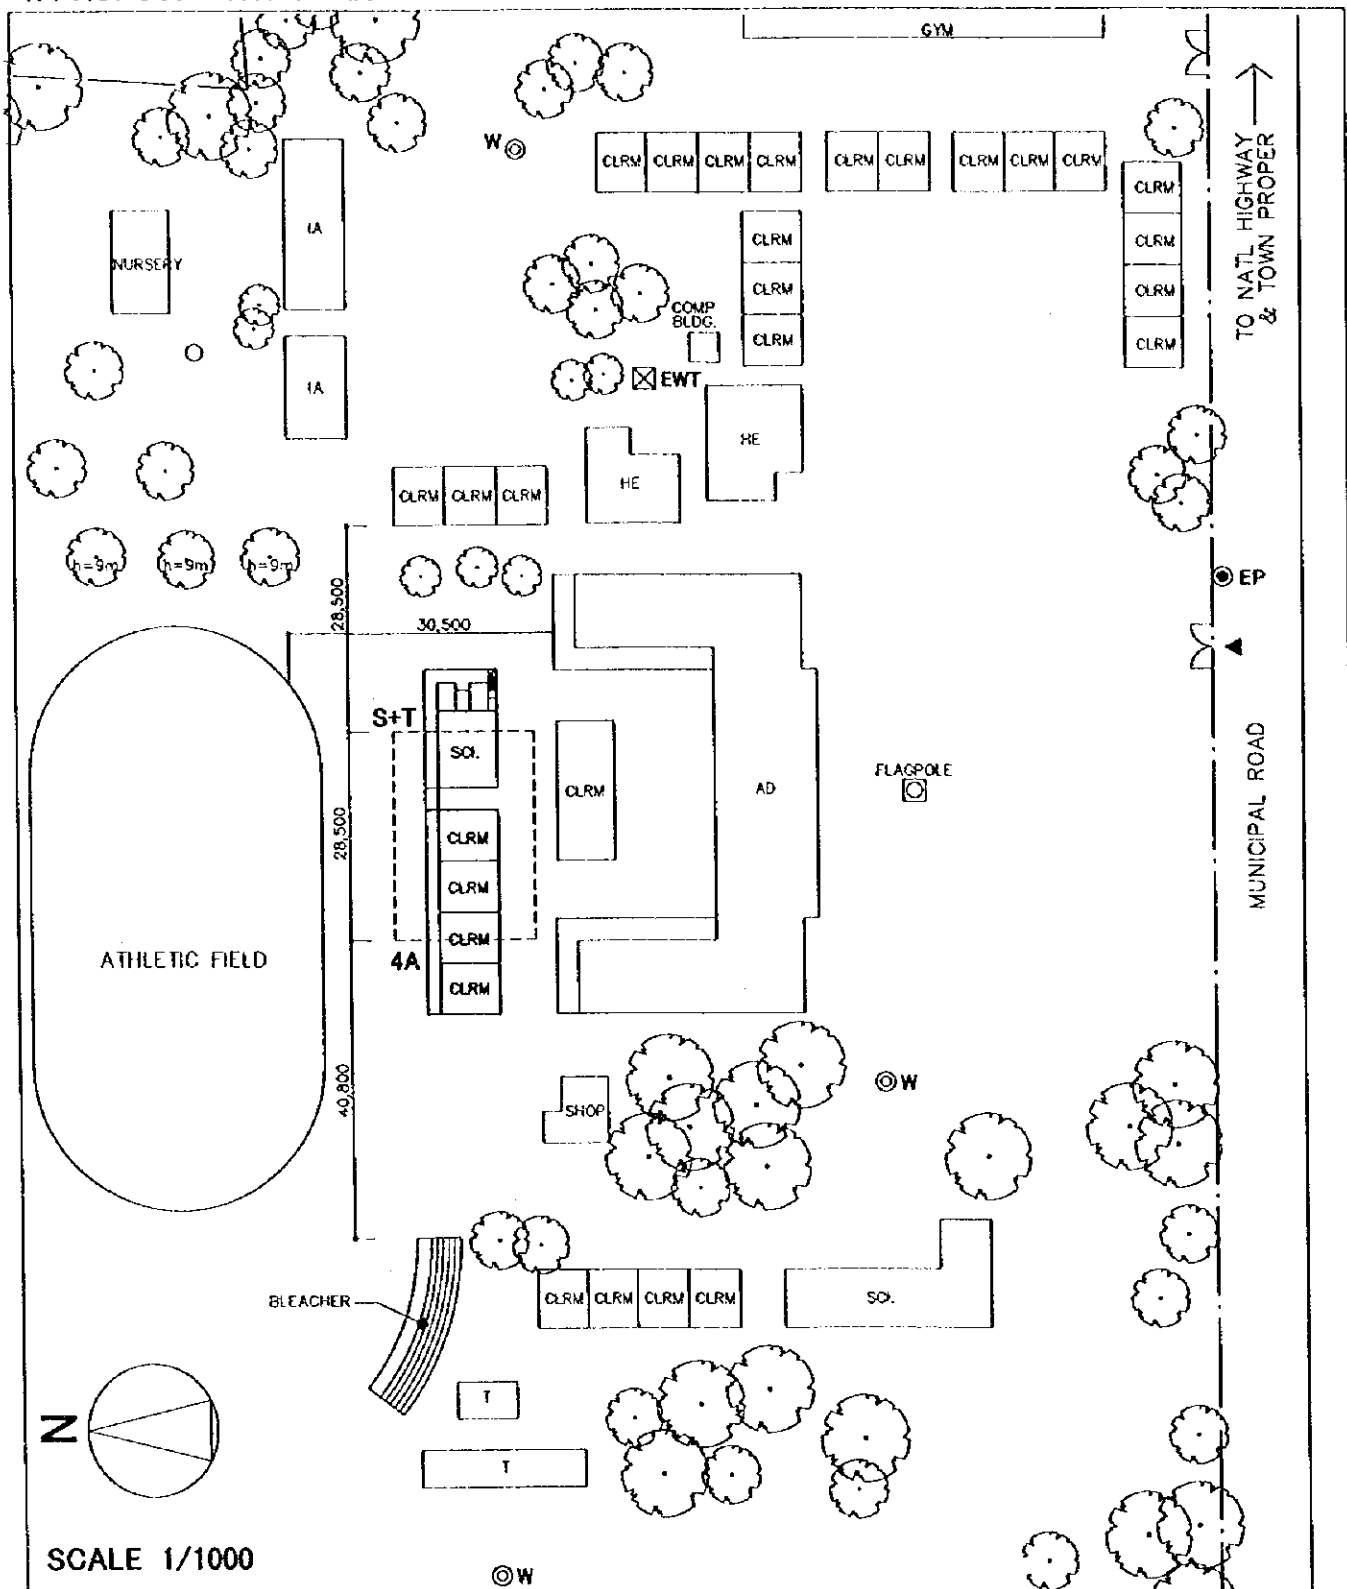 GYM
W
CLRM CLRM CLRM CLRM CLRM CLRM CLRM CLRM CLRM
CLRM
CLRM
CLRM
CLRM
TO NATL HIGHWAY
& TOWN PROPER
NURSERY
IA
CLRM
CLRM
CLRM
COMP
BLDG.
EWT
IA
HE
HE
CLRM CLRM CLRM
h=9m h=9m h=9m
EP
28,500
30,500
S+T
SCI.
CLRM
AD
FLAGPOLE
MUNICIPAL ROAD
28,500
CLRM
CLRM
CLRM
CLRM
4A
ATHLETIC FIELD
40,800
SHOP
W
BLEACHER
CLRM CLRM CLRM CLRM
SCI.
T
T
N
SCALE 1/1000
W